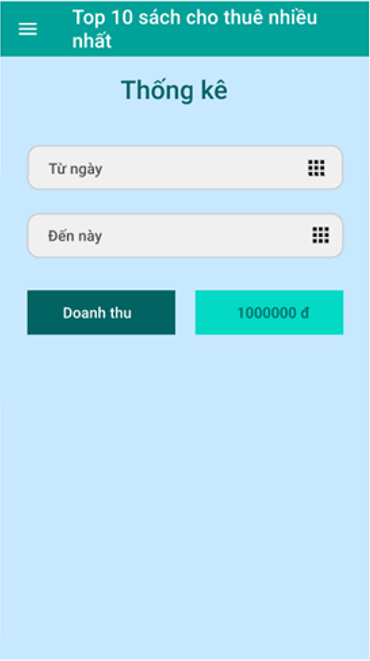 Top 10 sách cho thuê nhiều
nhất
Thống kê
Từ ngày
Đến này
Doanh thu
1000000 đ